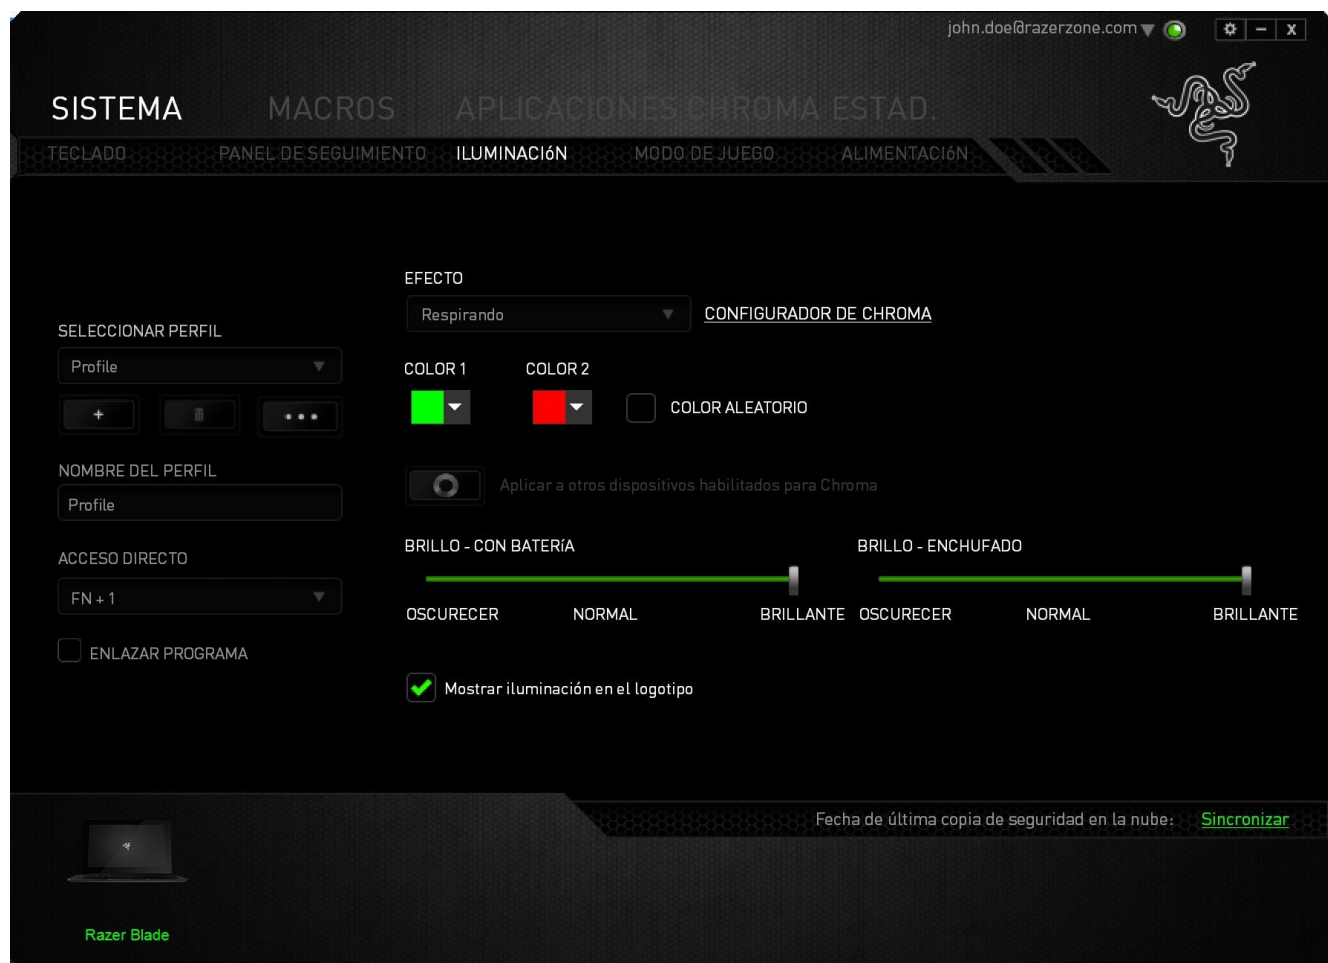 john.doe@razerzone.com
SISTEMA MACROS APLICACIONES CHROMA ESTAD.
TECLADO PANEL DE SEGUIMIENTO ILUMINACIóN MODO DE JUEGO ALIMENTACIóN
EFECTO
Respirando CONFIGURADOR DE CHROMA
SELECCIONAR PERFIL
Profile
COLOR 1 COLOR 2
COLOR ALEATORIO
NOMBRE DEL PERFIL
Profile
Aplicar a otros dispositivos habilitados para Chroma
ACCESO DIRECTO
FN + 1
BRILLO - CON BATERíA BRILLO - ENCHUFADO
OSCURECER NORMAL BRILLANTE OSCURECER NORMAL BRILLANTE
ENLAZAR PROGRAMA
Mostrar iluminación en el logotipo
Fecha de última copia de seguridad en la nube: Sincronizar
Razer Blade